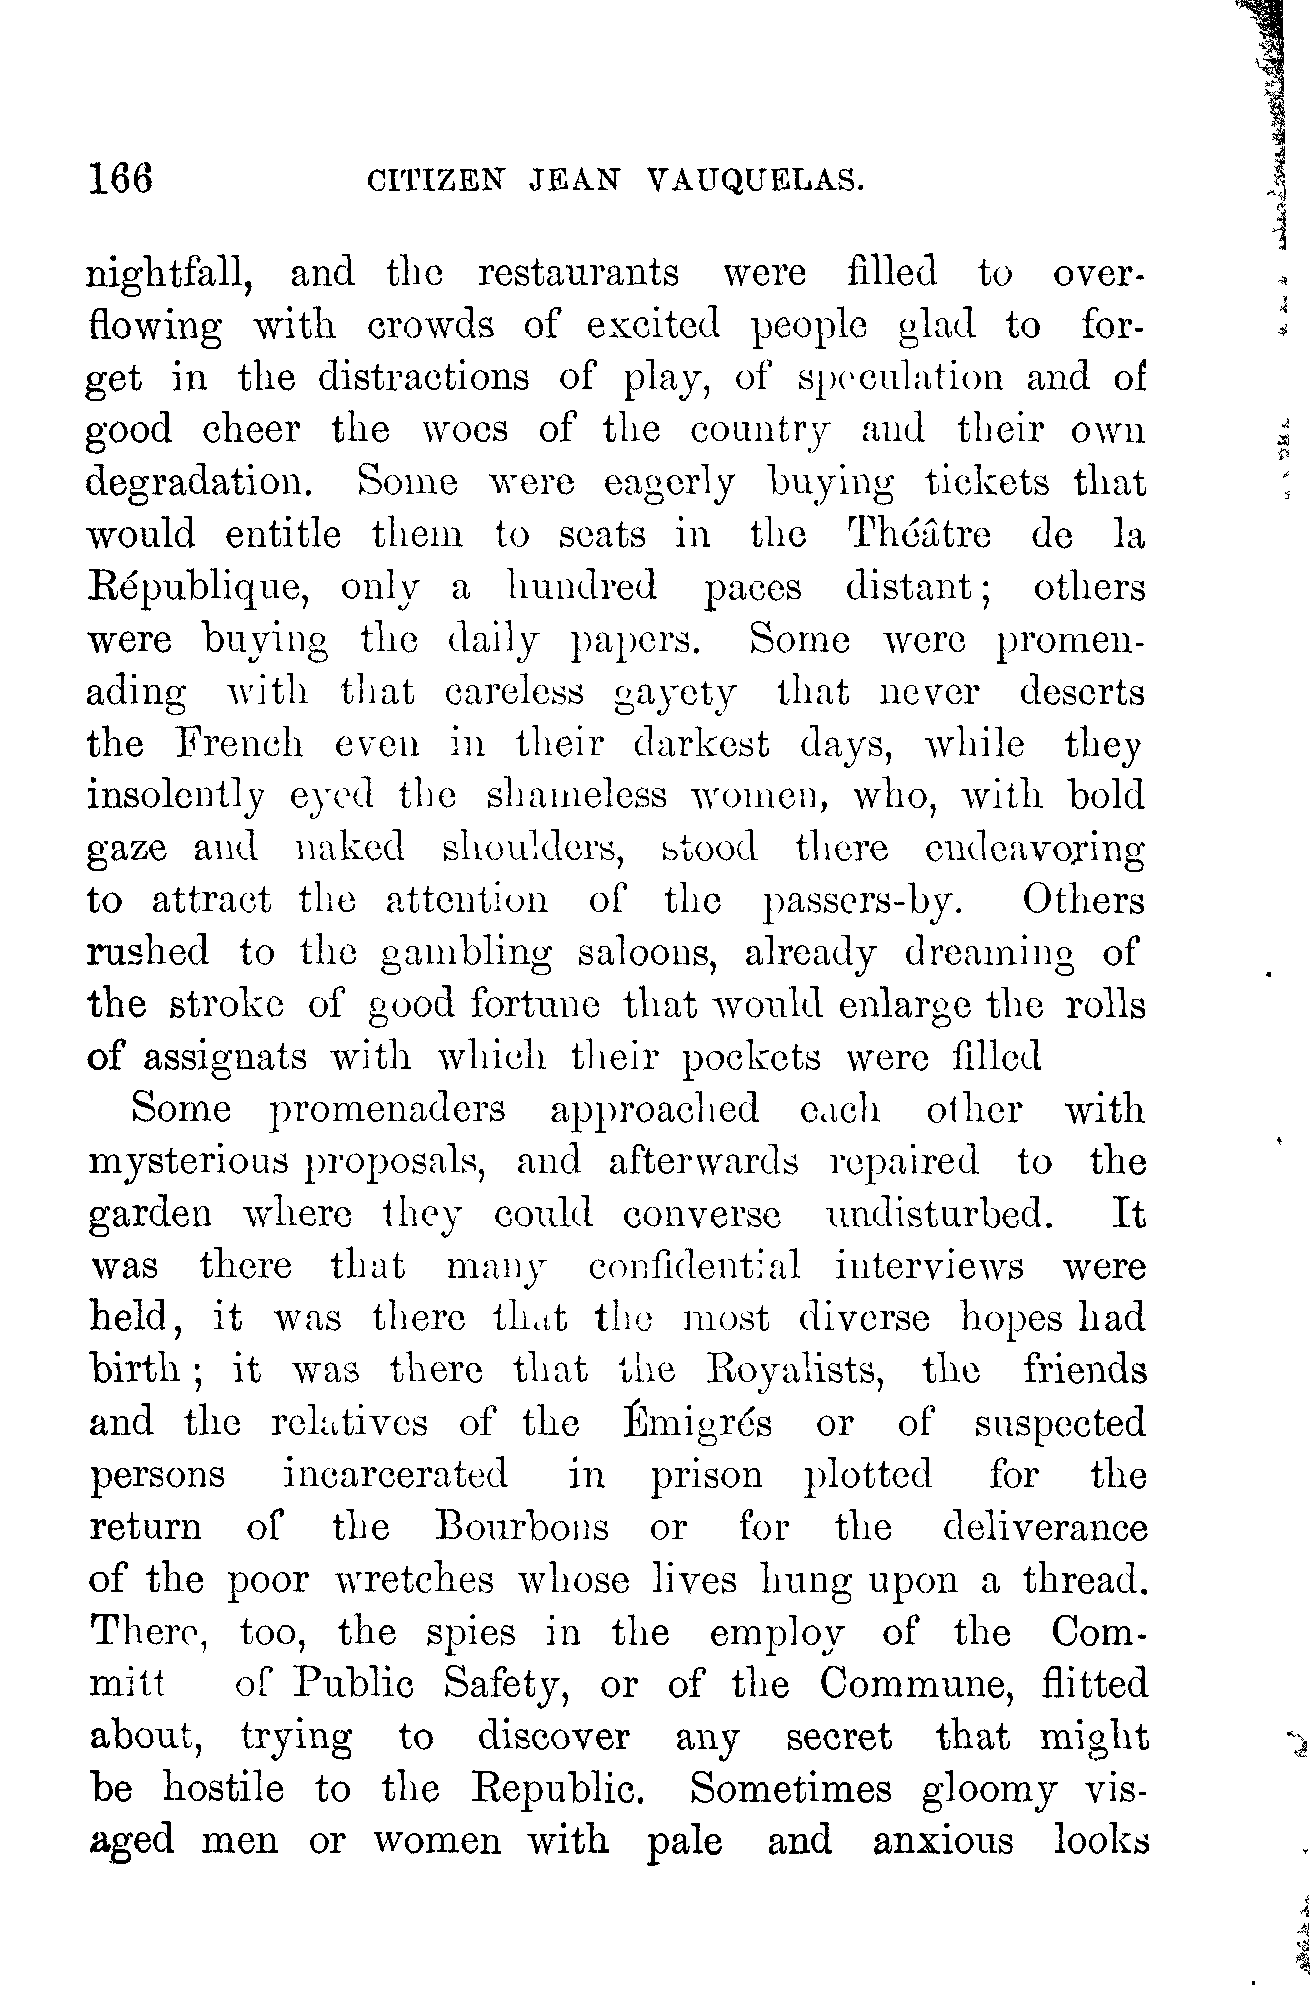 166 CITIZEN JEAN VAUQUELAS.
nightfall, and the restaurants were filled to over-
flowing with crowds of excited people glad to for-
get in the distractions of play, of speculation and of
good cheer the woes of the country and their own
degradation. Some were eagerly buying tickets that
would entitle them to seats in the Théâtre de la
République, only a hundred paces distant; others
were buying the daily papers. Some were promen-
ading with that careless gayety that never deserts
the French even in their darkest days, while they
insolently eyed the shameless women, who, with bold
gaze and naked shoulders, stood there endeavoring
to attract the attention of the passers-by. Others
rushed to the gambling saloons, already dreaming of
the stroke of good fortune that would enlarge the rolls
of assignats with which their pockets were filled
Some promenaders approached each other with
mysterious proposals, and afterwards repaired to the
garden where they could converse undisturbed. It
was there that many confidential interviews were
held, it was there that the most diverse hopes had
birth; it was there that the Royalists, the friends
and the relatives of the Émigrés or of suspected
persons incarcerated in prison plotted for the
return of the Bourbons or for the deliverance
of the poor wretches whose lives hung upon a thread.
There, too, the spies in the employ of the Com-
mitt of Public Safety, or of the Commune, flitted
about, trying to discover any secret that might
be hostile to the Republic. Sometimes gloomy vis-
aged men or women with pale and anxious looks